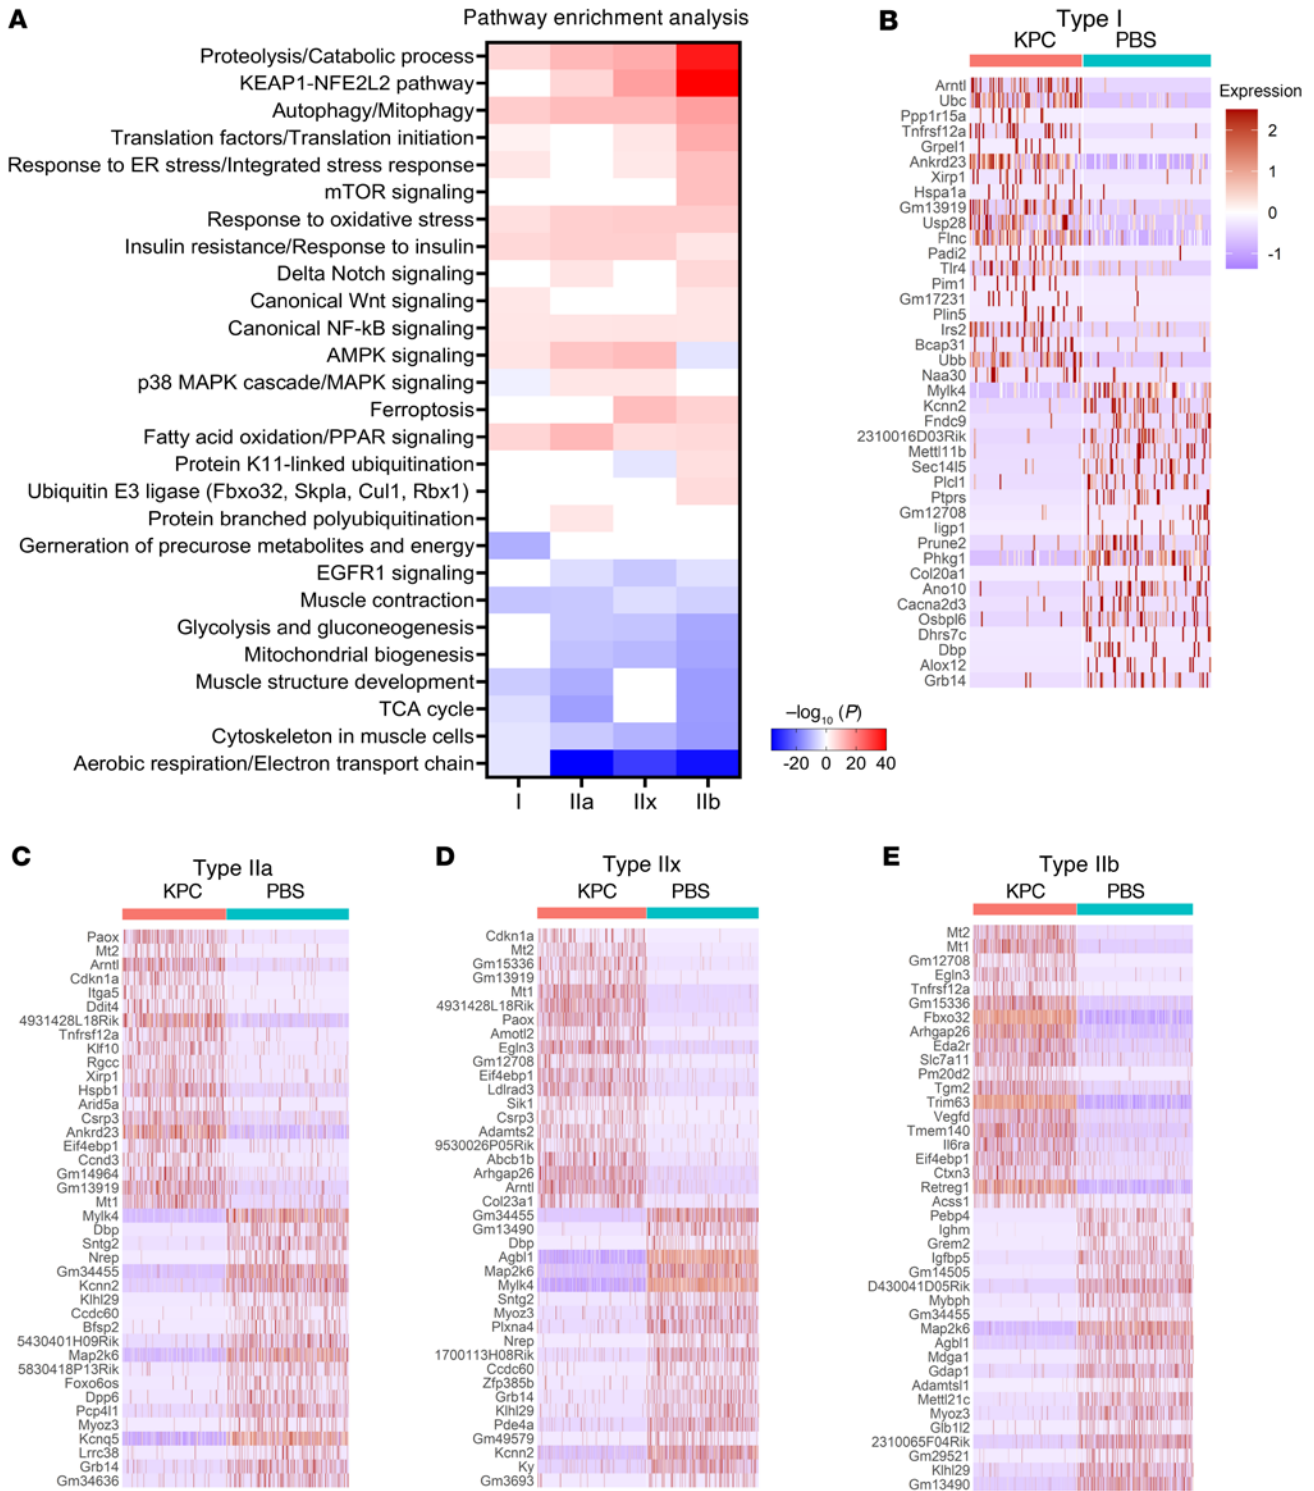 A
Pathway enrichment analysis
Proteolysis/Catabolic process
KEAP1-NFE2L2 pathway
Autophagy/Mitophagy
Translation factors/Translation initiation
Response to ER stress/Integrated stress response
mTOR signaling
Response to oxidative stress
Insulin resistance/Response to insulin
Delta Notch signaling
Canonical Wnt signaling
Canonical NF-kB signaling
AMPK signaling
p38 MAPK cascade/MAPK signaling
Ferroptosis
Fatty acid oxidation/PPAR signaling
Protein K11-linked ubiquitination
Ubiquitin E3 ligase (Fbxo32, Skpla, Cul1, Rbx1)
Protein branched polyubiquitination
Gerneration of precurose metabolites and energy
EGFR1 signaling
Muscle contraction
Glycolysis and gluconeogenesis
Mitochondrial biogenesis
Muscle structure development
TCA cycle
Cytoskeleton in muscle cells
Aerobic respiration/Electron transport chain
I IIa IIx IIb
–log10 (P)
-20 0 20 40
B
Type I
KPC PBS
Arntl
Ubc
Ppp1r15a
Tnfrsf12a
Grpel1
Ankrd23
Xirp1
Hspa1a
Gm13919
Usp28
Flnc
Padi2
Tlr4
Pim1
Gm17231
Plin5
Irs2
Bcap31
Ubb
Naa30
Mylk4
Kcnn2
Fndc9
2310016D03Rik
Mettl11b
Sec14l5
Plcl1
Ptprs
Gm12708
Iigp1
Prune2
Phkg1
Col20a1
Ano10
Cacna2d3
Osbpl6
Dhrs7c
Dbp
Alox12
Grb14
Expression
2
1
0
-1
C
Type IIa
KPC PBS
Paox
Mt2
Arntl
Cdkn1a
Itga5
Ddit4
4931428L18Rik
Tnfrsf12a
Klf10
Rgcc
Xirp1
Hspb1
Arid5a
Csrp3
Ankrd23
Eif4ebp1
Ccnd3
Gm14964
Gm13919
Mt1
Mylk4
Dbp
Sntg2
Nrep
Gm34455
Kcnn2
Klhl29
Ccdc60
Bfsp2
5430401H09Rik
Map2k6
5830418P13Rik
Foxo6os
Dpp6
Pcp4l1
Myoz3
Kcnq5
Lrrc38
Grb14
Gm34636
D
Type IIx
KPC PBS
Cdkn1a
Mt2
Gm15336
Gm13919
Mt1
4931428L18Rik
Paox
Amotl2
Egln3
Gm12708
Eif4ebp1
Ldlrad3
Sik1
Csrp3
Adamts2
9530026P05Rik
Abcb1b
Arhgap26
Arntl
Col23a1
Gm34455
Gm13490
Dbp
Agbl1
Map2k6
Mylk4
Sntg2
Myoz3
Plxna4
Nrep
1700113H08Rik
Ccdc60
Zfp385b
Grb14
Klhl29
Pde4a
Gm49579
Kcnn2
Ky
Gm3693
E
Type IIb
KPC PBS
Mt2
Mt1
Gm12708
Egln3
Tnfrsf12a
Gm15336
Fbxo32
Arhgap26
Eda2r
Slc7a11
Pm20d2
Tgm2
Trim63
Vegfd
Tmem140
Il6ra
Eif4ebp1
Ctxn3
Retreg1
Acss1
Pebp4
Ighm
Grem2
Igfbp5
Gm14505
D430041D05Rik
Mybph
Gm34455
Map2k6
Agbl1
Mdga1
Gdap1
Adamtsl1
Mettl21c
Myoz3
Glb1l2
2310065F04Rik
Gm29521
Klhl29
Gm13490